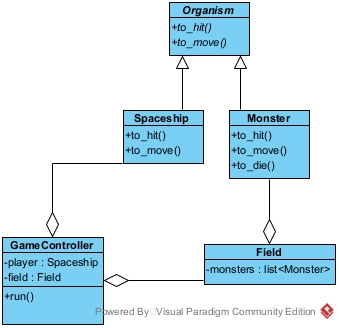 Organism
+to_hit()
+to_move()
Spaceship
+to_hit()
+to_move()
Monster
+to_hit()
+to_move()
+to_die()
GameController
-player : Spaceship
-field : Field
+run()
Field
-monsters : list<Monster>
Powered By Visual Paradigm Community Edition